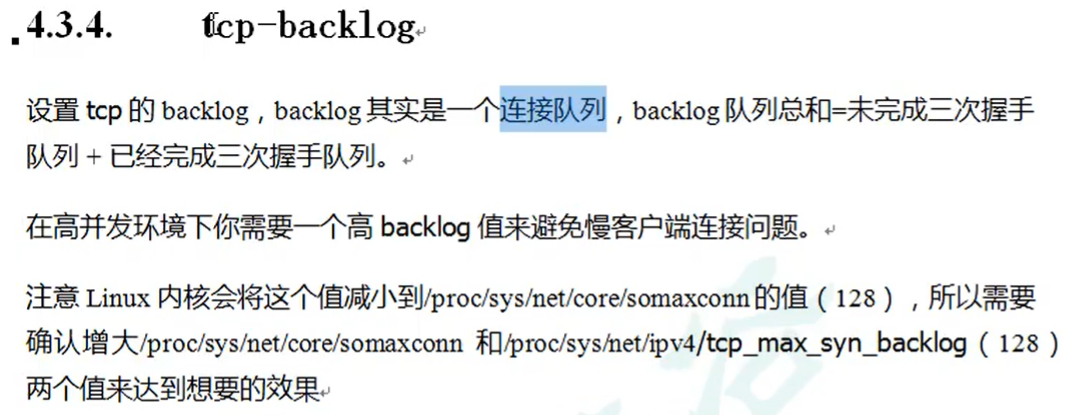 4.3.4. tcp-backlog
设置 tcp 的 backlog，backlog 其实是一个连接队列，backlog 队列总和=未完成三次握手
队列 + 已经完成三次握手队列。
在高并发环境下你需要一个高 backlog 值来避免慢客户端连接问题。
注意 Linux 内核会将这个值减小到/proc/sys/net/core/somaxconn 的值（128），所以需要
确认增大/proc/sys/net/core/somaxconn 和/proc/sys/net/ipv4/tcp_max_syn_backlog（128）
两个值来达到想要的效果